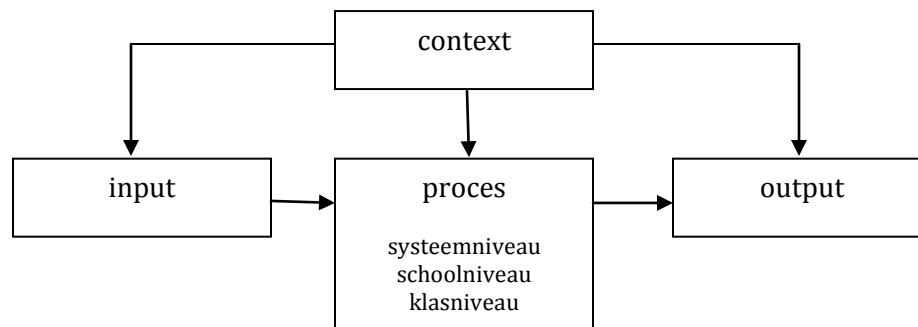 context
input
proces
systeemniveau
schoolniveau
klasniveau
output